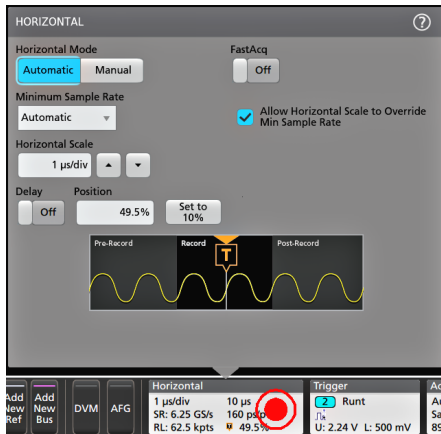 HORIZONTAL
?
Horizontal Mode
FastAcq
Automatic Manual
Off
Minimum Sample Rate
Automatic
Allow Horizontal Scale to Override
Min Sample Rate
Horizontal Scale
1 µs/div
Delay Position
Off 49.5% Set to
10%
Pre-Record Record Post-Record
T
Add
New
Ref
Add
New
Bus
DVM
AFG
Horizontal
1 µs/div 10 µs
SR: 6.25 GS/s 160 ps/p
RL: 62.5 kpts 49.5%
Trigger
2 Runt
U: 2.24 V L: 500 mV